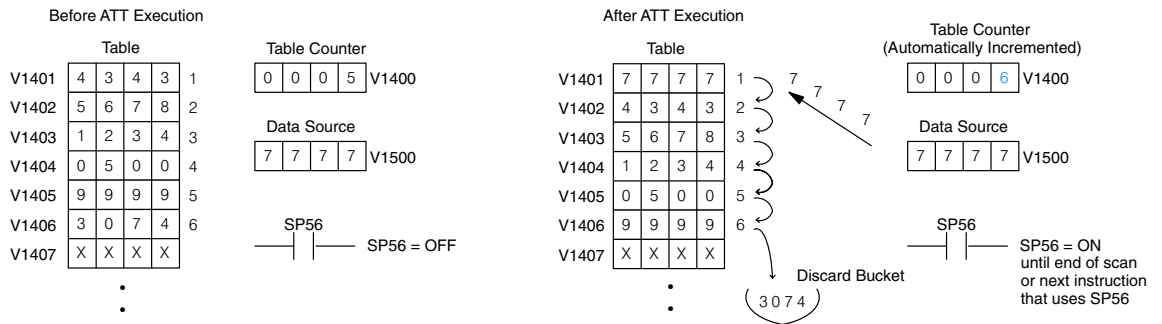 Before ATT Execution
Table
V1401 4 3 4 3 1
V1402 5 6 7 8 2
V1403 1 2 3 4 3
V1404 0 5 0 0 4
V1405 9 9 9 9 5
V1406 3 0 7 4 6
V1407 X X X X
Table Counter
0 0 0 5 V1400
Data Source
7 7 7 7 V1500
SP56
SP56 = OFF
After ATT Execution
Table
V1401 7 7 7 7 1
V1402 4 3 4 3 2
V1403 5 6 7 8 3
V1404 1 2 3 4 4
V1405 0 5 0 0 5
V1406 9 9 9 9 6
V1407 X X X X
7
7
7
7
Discard Bucket
3 0 7 4
Table Counter
(Automatically Incremented)
0 0 0 6 V1400
Data Source
7 7 7 7 V1500
SP56
SP56 = ON
until end of scan
or next instruction
that uses SP56